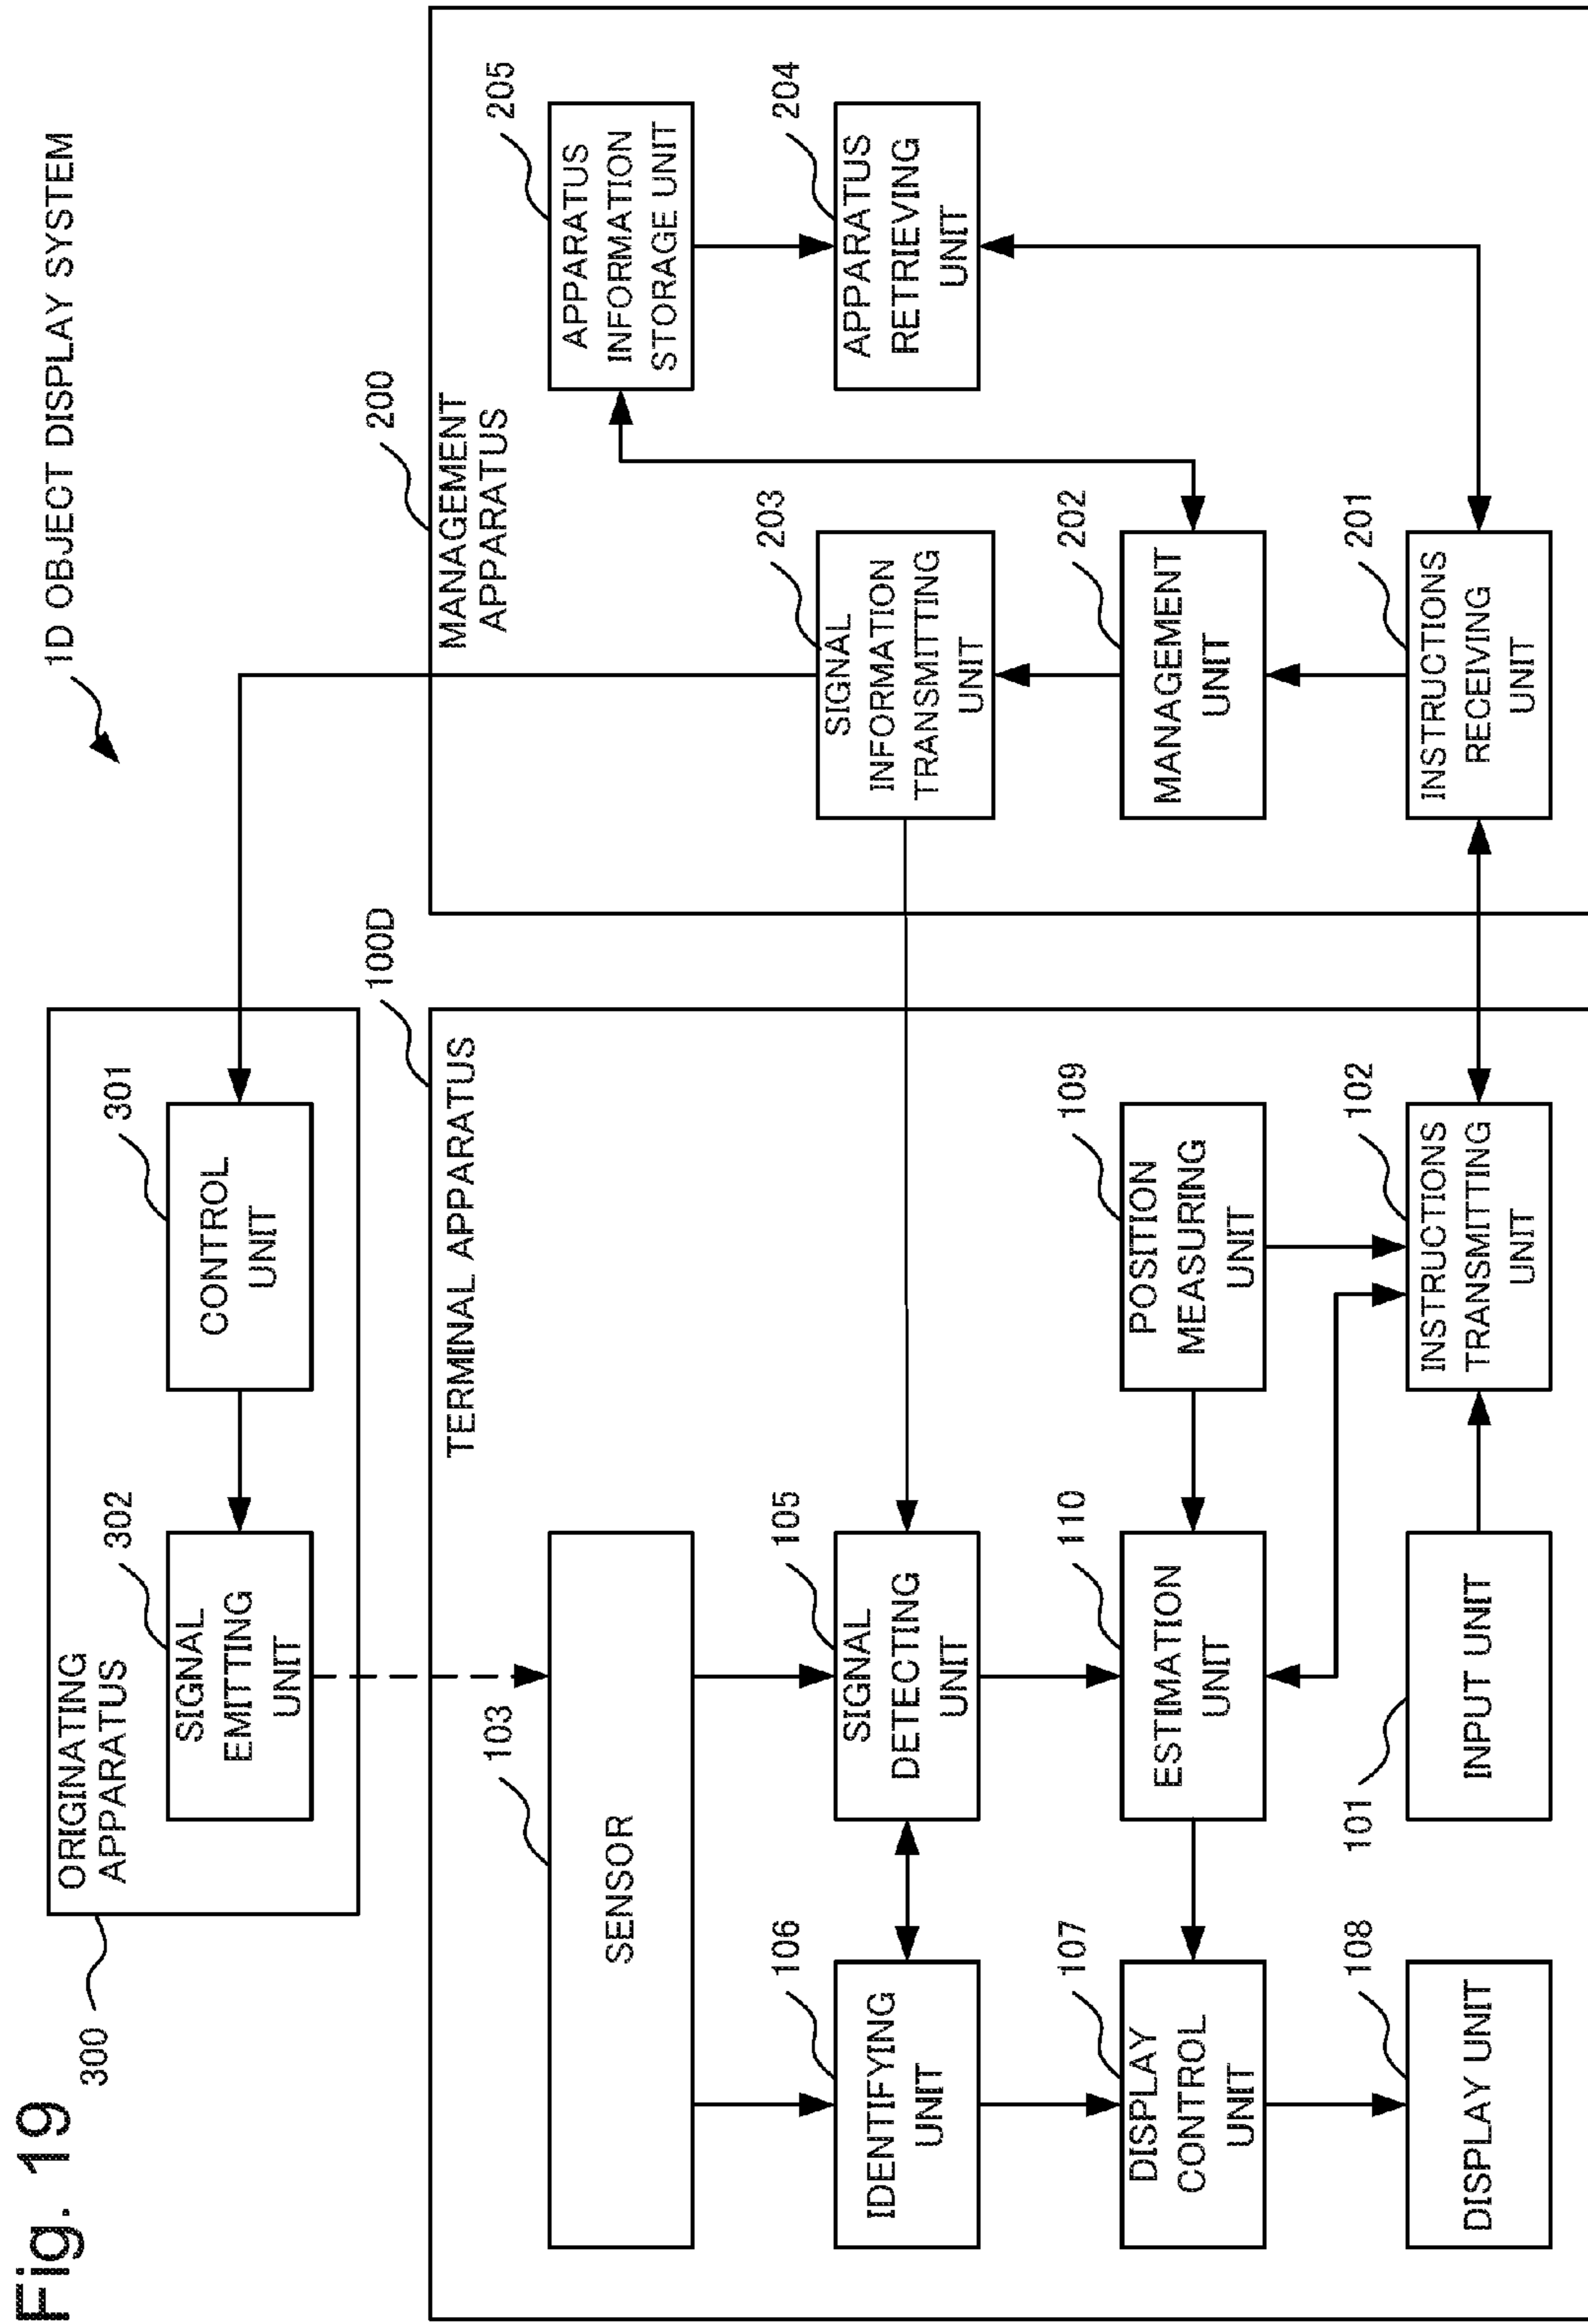 Fig. 19
1D OBJECT DISPLAY SYSTEM
300
ORIGINATING
APPARATUS
302
SIGNAL
EMITTING
UNIT
301
CONTROL
UNIT
100D
TERMINAL APPARATUS
103
SENSOR
106
IDENTIFYING
UNIT
105
SIGNAL
DETECTING
UNIT
107
DISPLAY
CONTROL
UNIT
110
ESTIMATION
UNIT
109
POSITION
MEASURING
UNIT
108
DISPLAY UNIT
101
INPUT UNIT
102
INSTRUCTIONS
TRANSMITTING
UNIT
200
MANAGEMENT
APPARATUS
205
APPARATUS
INFORMATION
STORAGE UNIT
203
SIGNAL
INFORMATION
TRANSMITTING
UNIT
204
APPARATUS
RETRIEVING
UNIT
202
MANAGEMENT
UNIT
201
INSTRUCTIONS
RECEIVING
UNIT